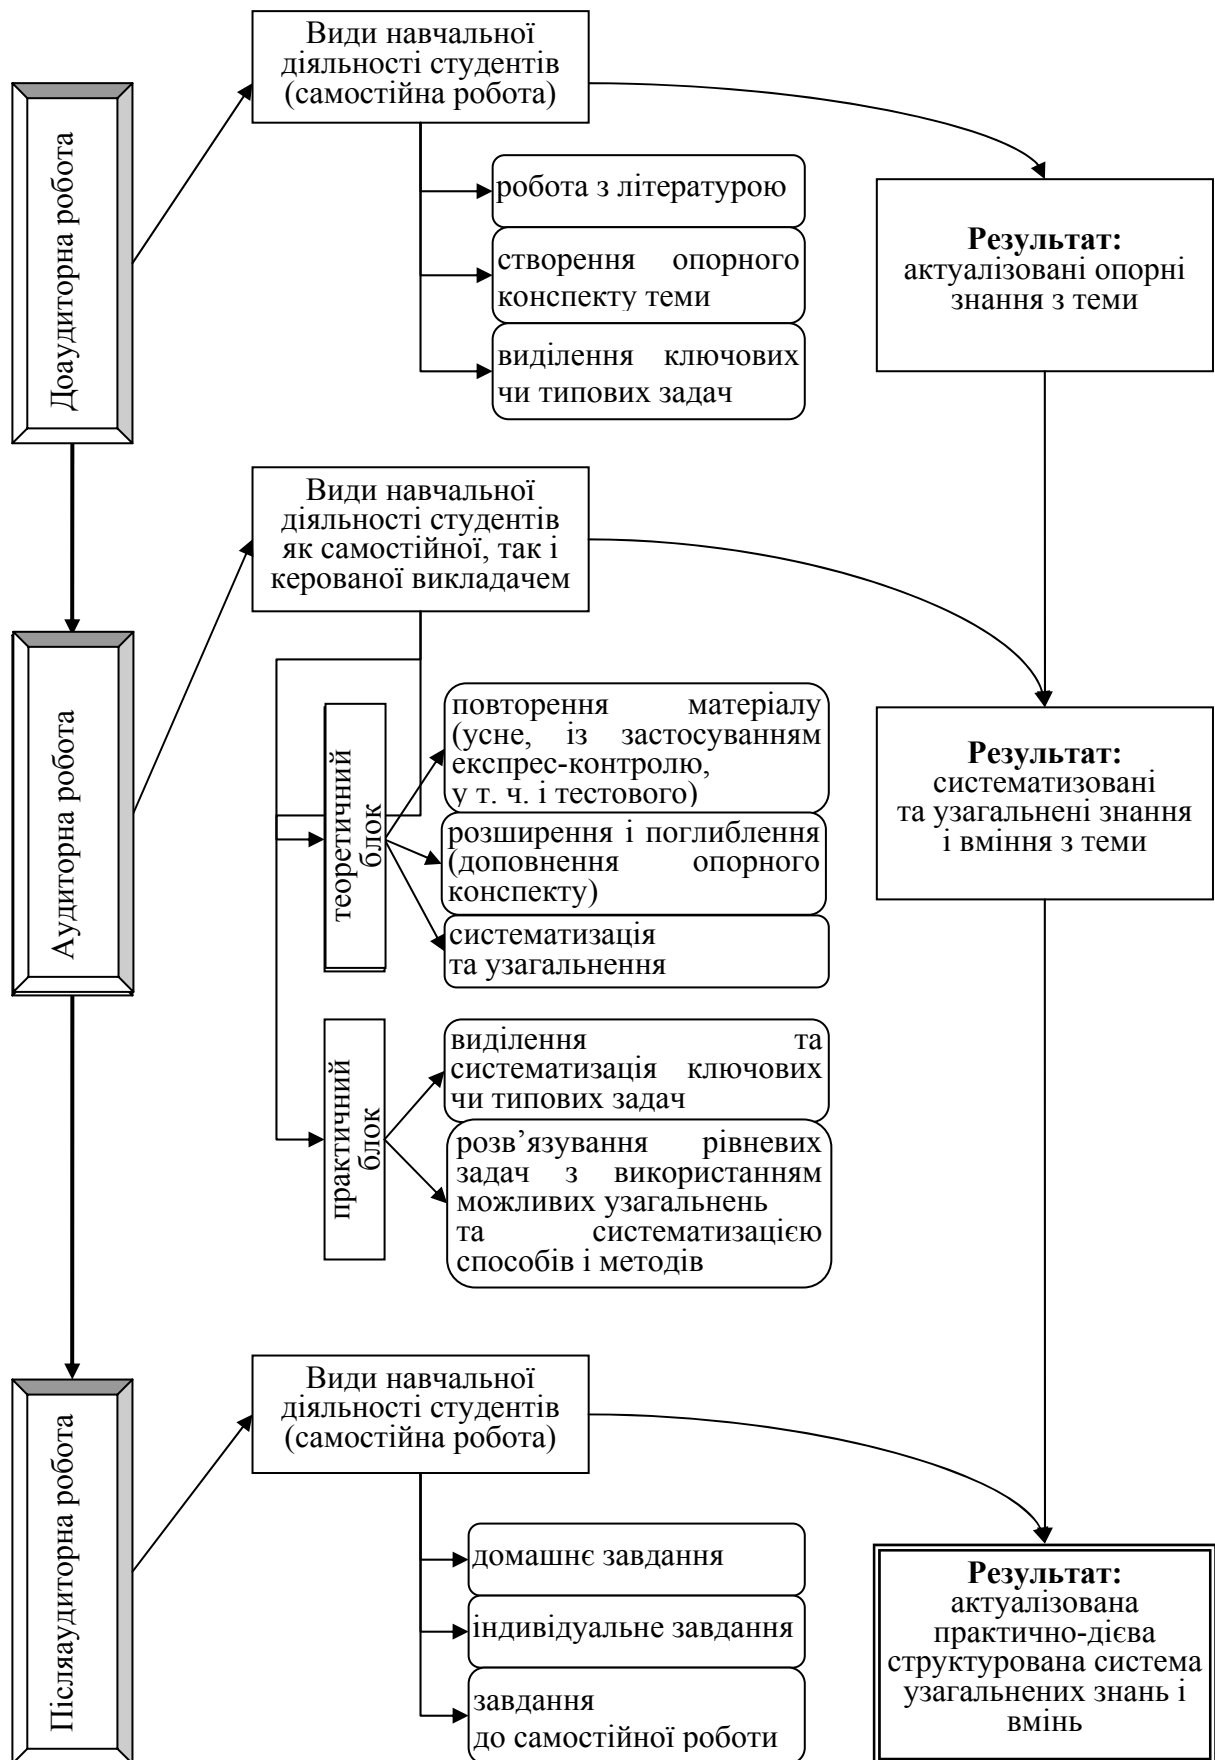 Доаудиторна робота
Види навчальної
діяльності студентів
(самостійна робота)
робота з літературою
створення опорного
конспекту теми
виділення ключових
чи типових задач
Результат:
актуалізовані опорні
знання з теми
Аудиторна робота
Види навчальної
діяльності студентів
як самостійної, так і
керованої викладачем
теоретичний
блок
повторення матеріалу
(усне, із застосуванням
експрес-контролю,
у т. ч. і тестового)
розширення і поглиблення
(доповнення опорного
конспекту)
систематизація
та узагальнення
практичний
блок
виділення та
систематизація ключових
чи типових задач
розв’язування рівневих
задач з використанням
можливих узагальнень
та систематизацією
способів і методів
Результат:
систематизовані
та узагальнені знання
і вміння з теми
Післяаудиторна робота
Види навчальної
діяльності студентів
(самостійна робота)
домашнє завдання
індивідуальне завдання
завдання
до самостійної роботи
Результат:
актуалізована
практично-дієва
структурована система
узагальнених знань і
вмінь